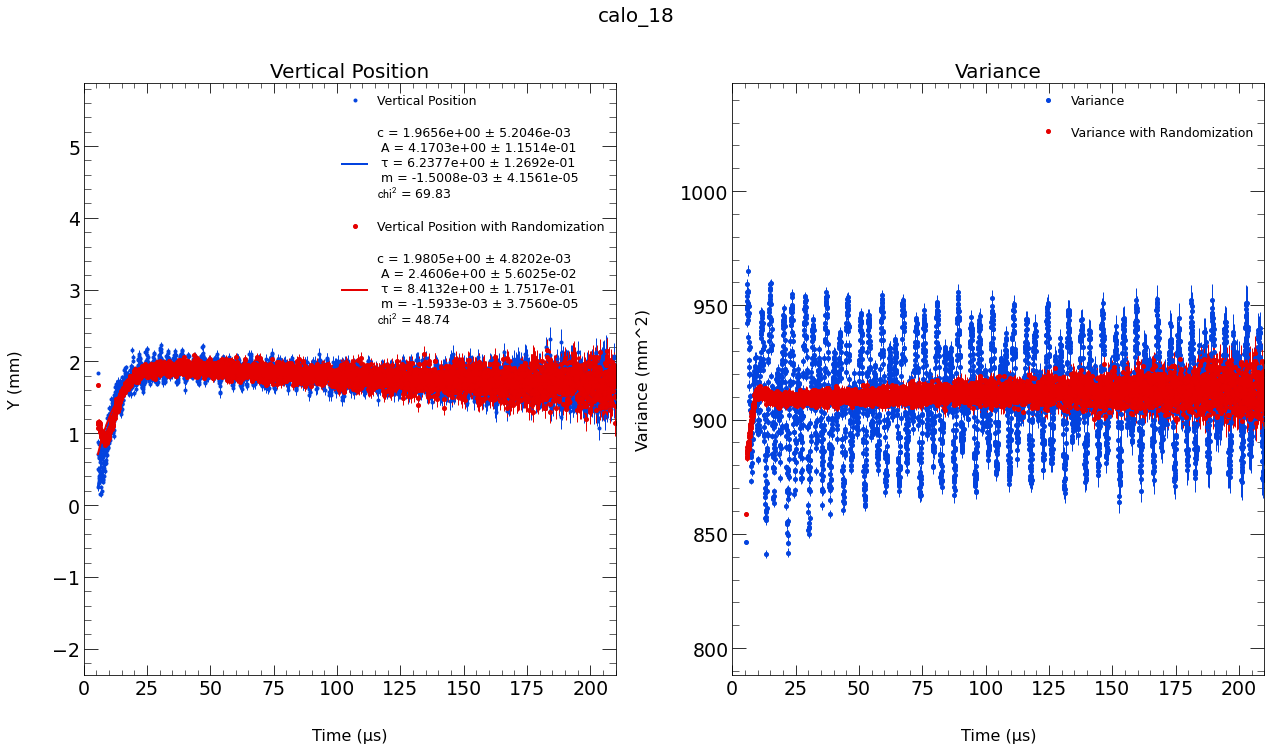 calo_18
Vertical Position
Vertical Position
c = 1.9656e+00 ± 5.2046e-03
A = 4.1703e+00 ± 1.1514e-01
τ = 6.2377e+00 ± 1.2692e-01
m = -1.5008e-03 ± 4.1561e-05
chi² = 69.83
Vertical Position with Randomization
c = 1.9805e+00 ± 4.8202e-03
A = 2.4606e+00 ± 5.6025e-02
τ = 8.4132e+00 ± 1.7517e-01
m = -1.5933e-03 ± 3.7560e-05
chi² = 48.74
Y (mm)
5
4
3
2
1
0
−1
−2
0 25 50 75 100 125 150 175 200
Time (μs)
Variance
Variance
Variance with Randomization
Variance (mm^2)
1000
950
900
850
800
0 25 50 75 100 125 150 175 200
Time (μs)